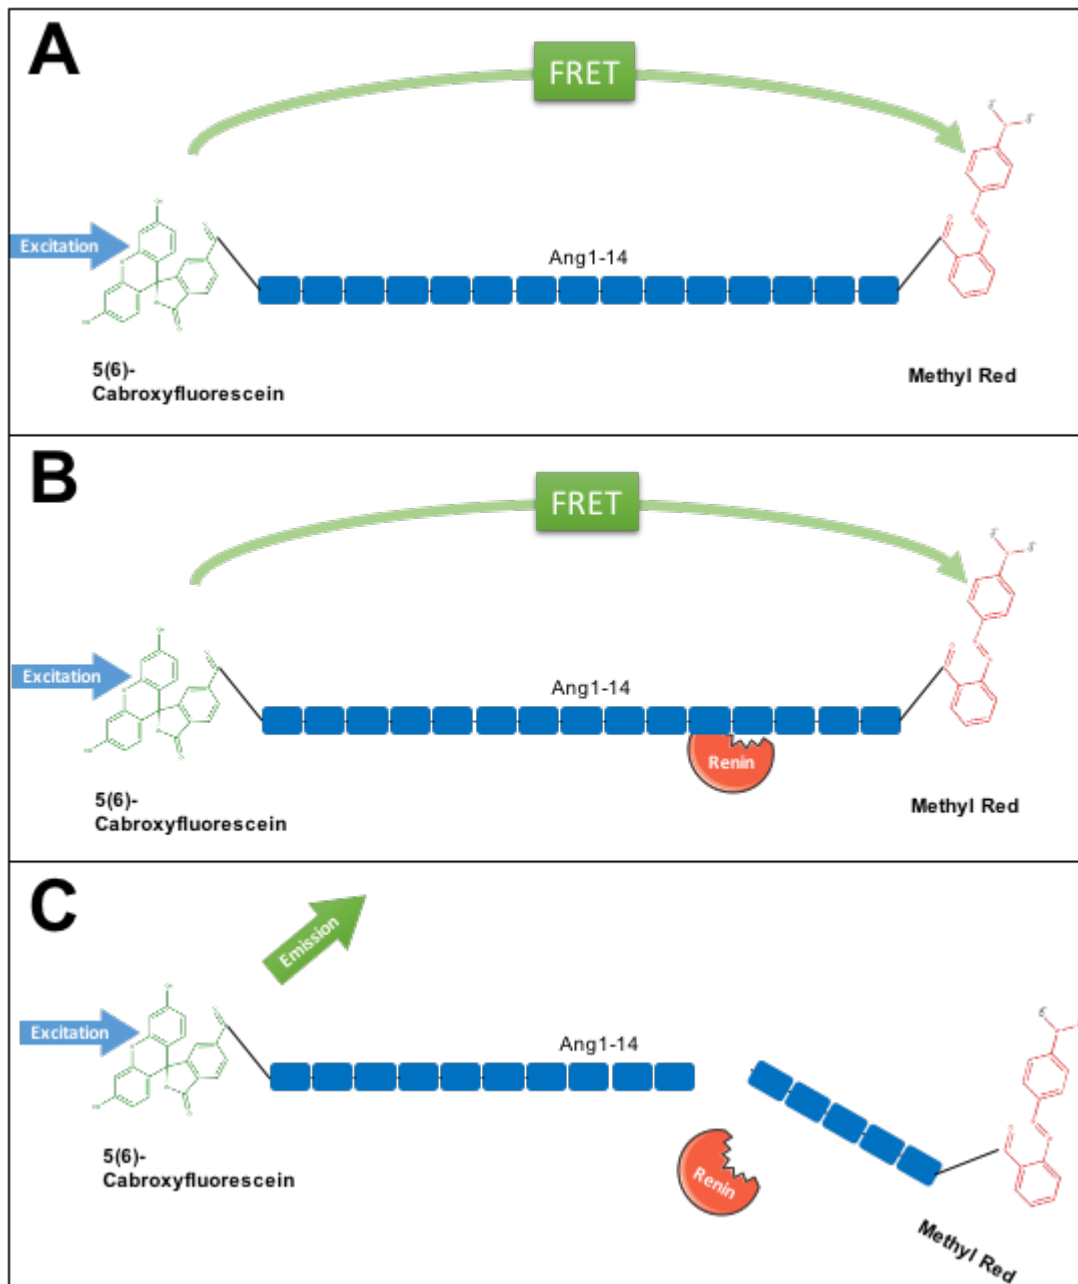 A
FRET
Excitation
Ang1-14
5(6)-
Cabroxyfluorescein
Methyl Red
B
FRET
Excitation
Ang1-14
Renin
5(6)-
Cabroxyfluorescein
Methyl Red
C
Emission
Excitation
Ang1-14
Renin
5(6)-
Cabroxyfluorescein
Methyl Red